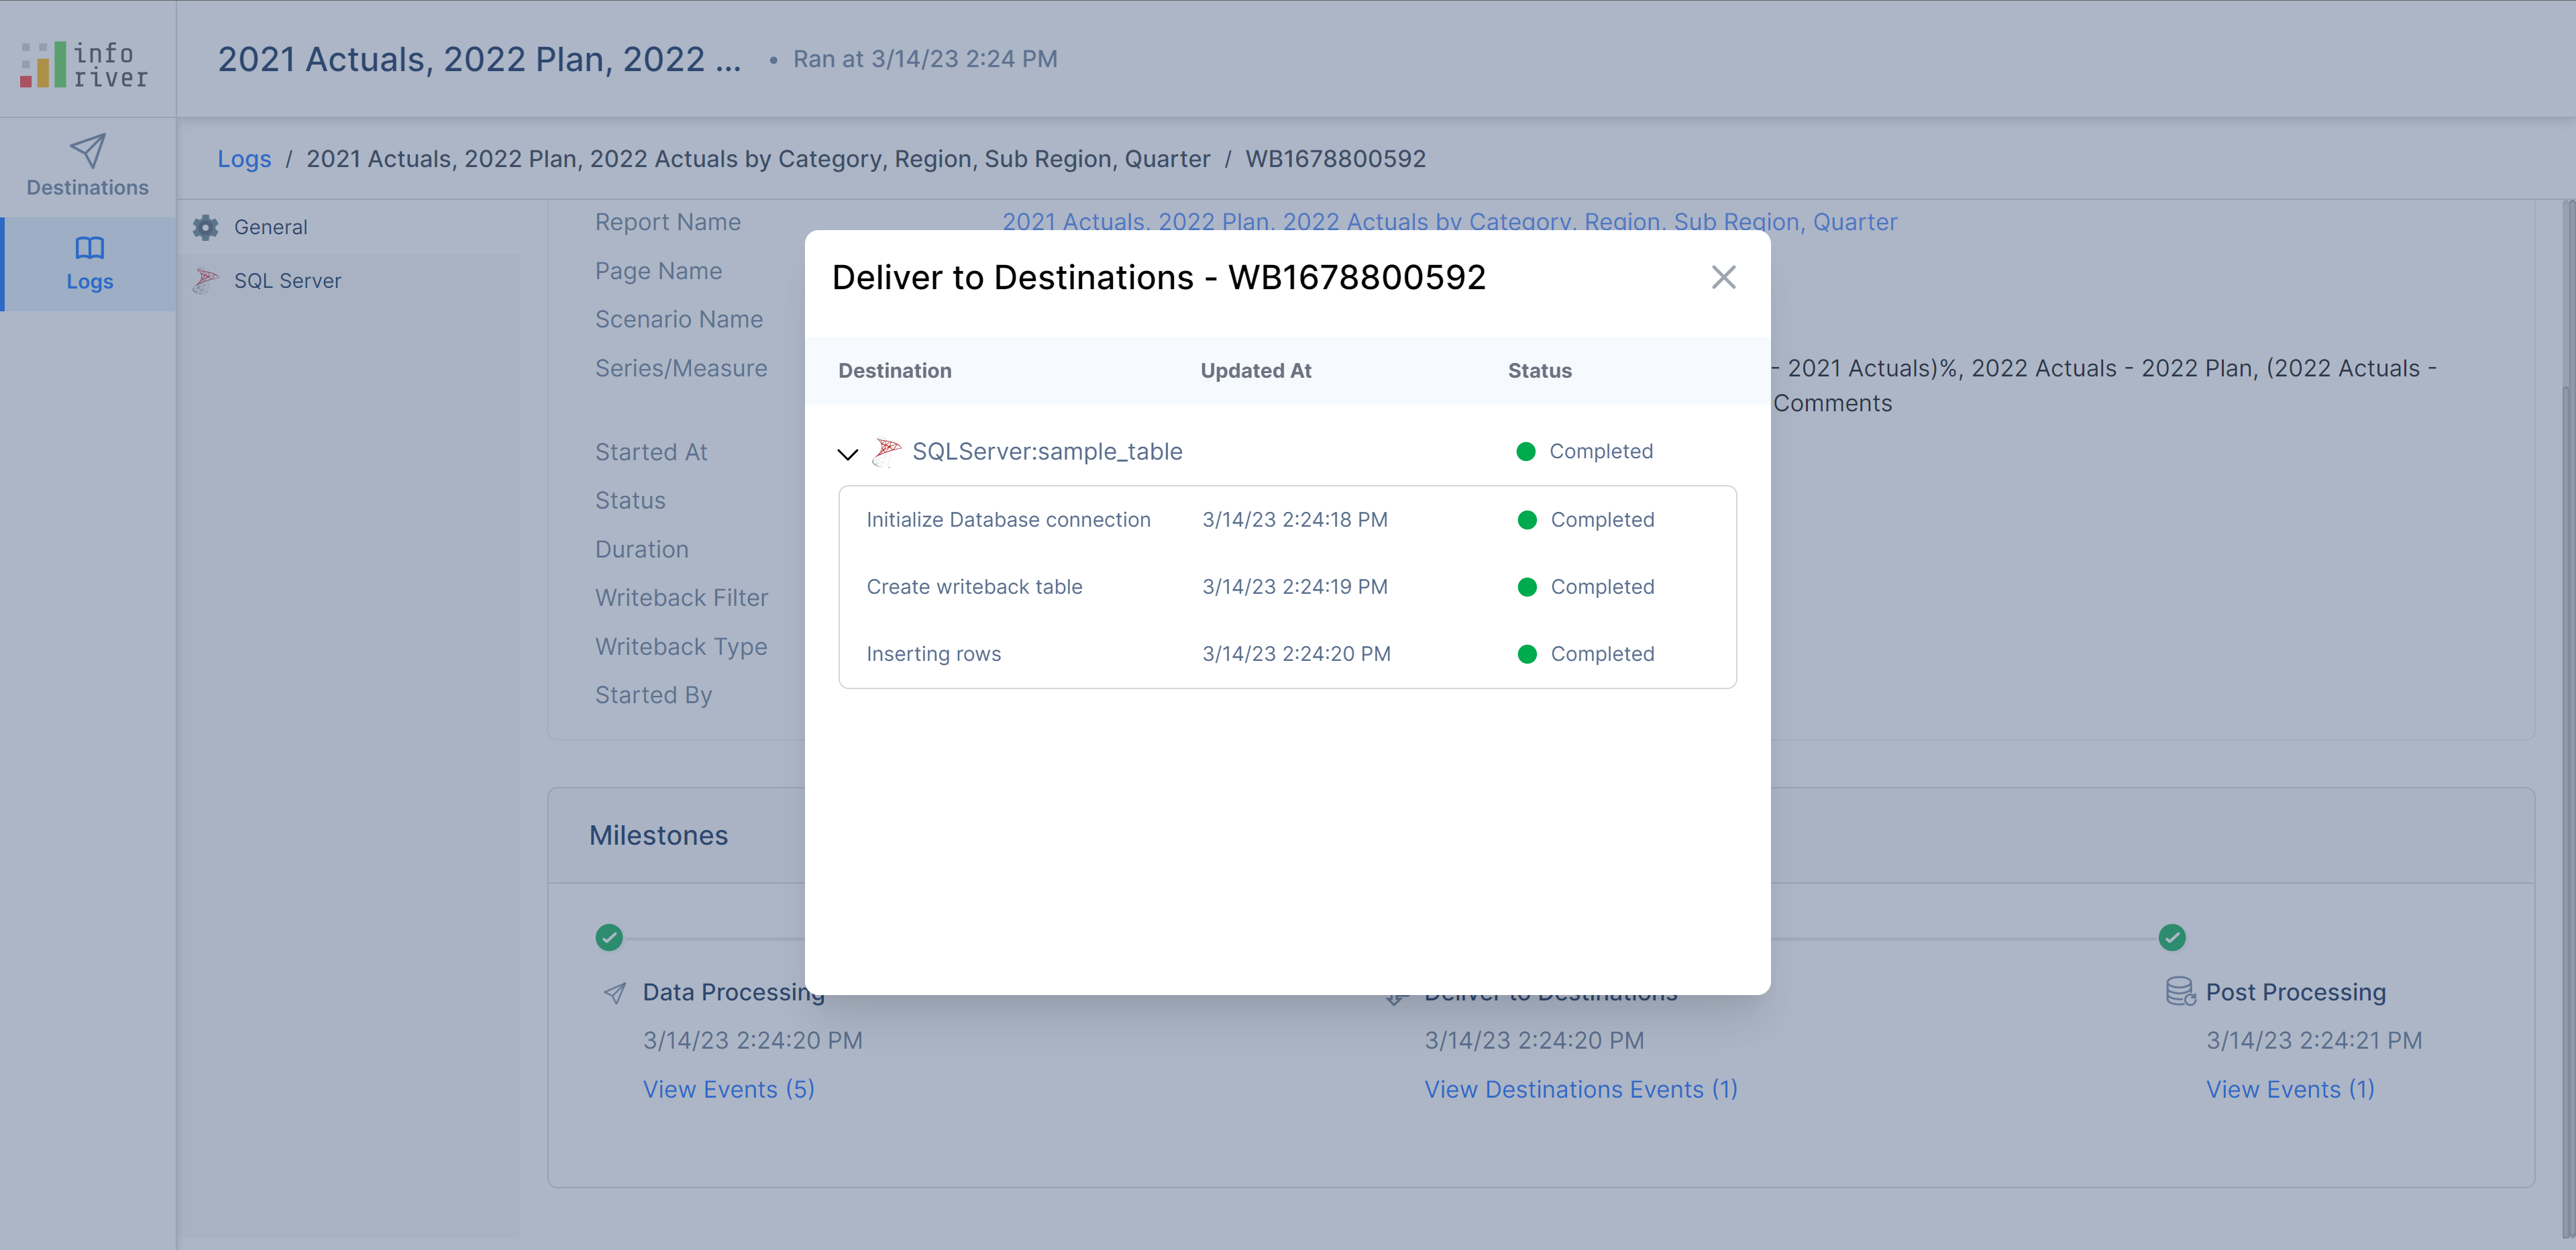 info
river
2021 Actuals, 2022 Plan, 2022 ... • Ran at 3/14/23 2:24 PM
Destinations
Logs
Logs / 2021 Actuals, 2022 Plan, 2022 Actuals by Category, Region, Sub Region, Quarter / WB1678800592
General
SQL Server
Report Name 2021 Actuals, 2022 Plan, 2022 Actuals by Category, Region, Sub Region, Quarter
Page Name
Scenario Name
Series/Measure - 2021 Actuals)%, 2022 Actuals - 2022 Plan, (2022 Actuals -
Comments
Started At
Status
Duration
Writeback Filter
Writeback Type
Started By
Deliver to Destinations - WB1678800592
Destination Updated At Status
SQLServer:sample_table Completed
Initialize Database connection 3/14/23 2:24:18 PM Completed
Create writeback table 3/14/23 2:24:19 PM Completed
Inserting rows 3/14/23 2:24:20 PM Completed
Milestones
Data Processing
3/14/23 2:24:20 PM
View Events (5)
Deliver to Destinations
3/14/23 2:24:20 PM
View Destinations Events (1)
Post Processing
3/14/23 2:24:21 PM
View Events (1)